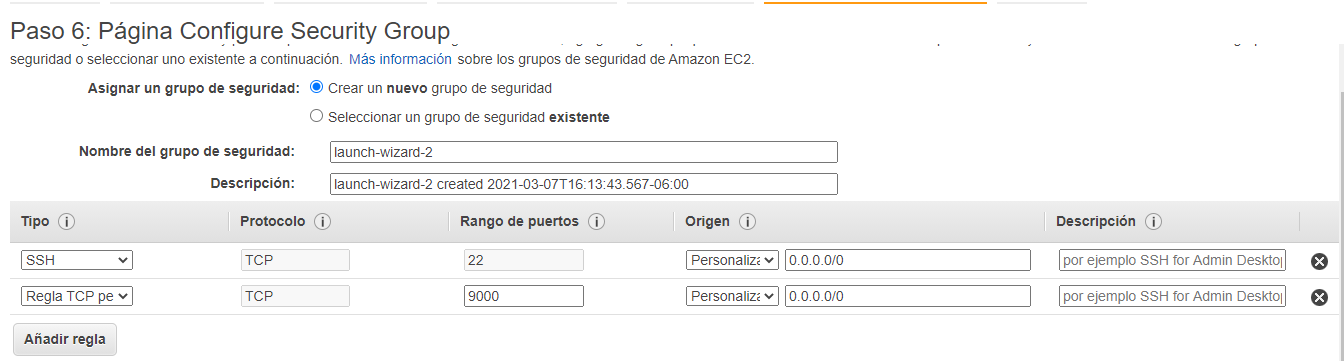 Paso 6: Página Configure Security Group
seguridad o seleccionar uno existente a continuación. Más información sobre los grupos de seguridad de Amazon EC2.
Asignar un grupo de seguridad: Crear un nuevo grupo de seguridad
Seleccionar un grupo de seguridad existente
Nombre del grupo de seguridad: launch-wizard-2
Descripción: launch-wizard-2 created 2021-03-07T16:13:43.567-06:00
Tipo i Protocolo i Rango de puertos i Origen i Descripción i
SSH TCP 22 Personaliza 0.0.0.0/0 por ejemplo SSH for Admin Desktop
Regla TCP pe TCP 9000 Personaliza 0.0.0.0/0 por ejemplo SSH for Admin Desktop
Añadir regla